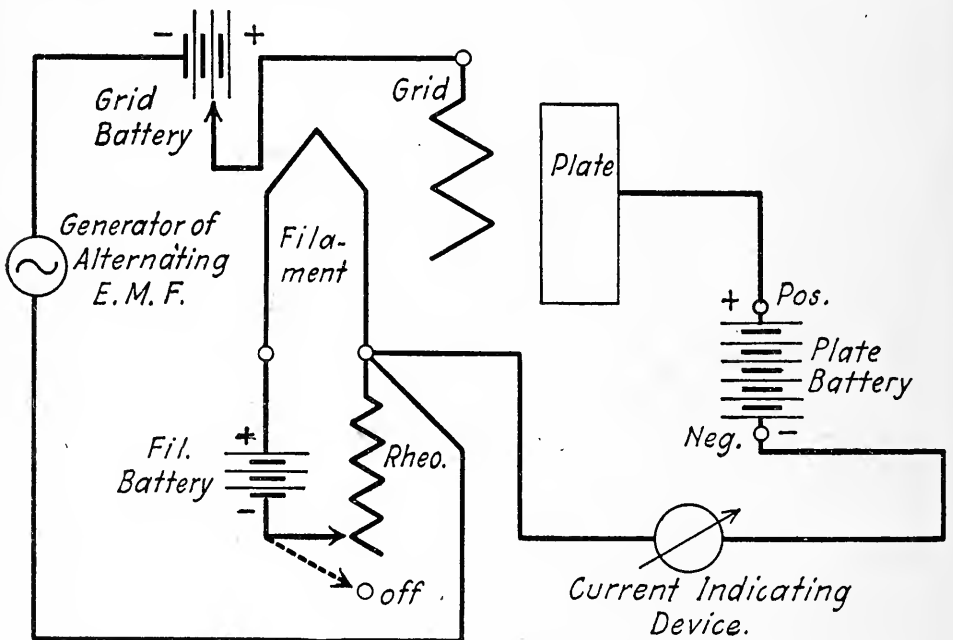 - +
Grid
Battery
Grid
Plate
Generator of
Alternating
E. M. F.
Fila-
ment
+ Pos.
Plate
Battery
Neg. -
+
Fil.
Battery
-
Rheo.
off
Current Indicating
Device.